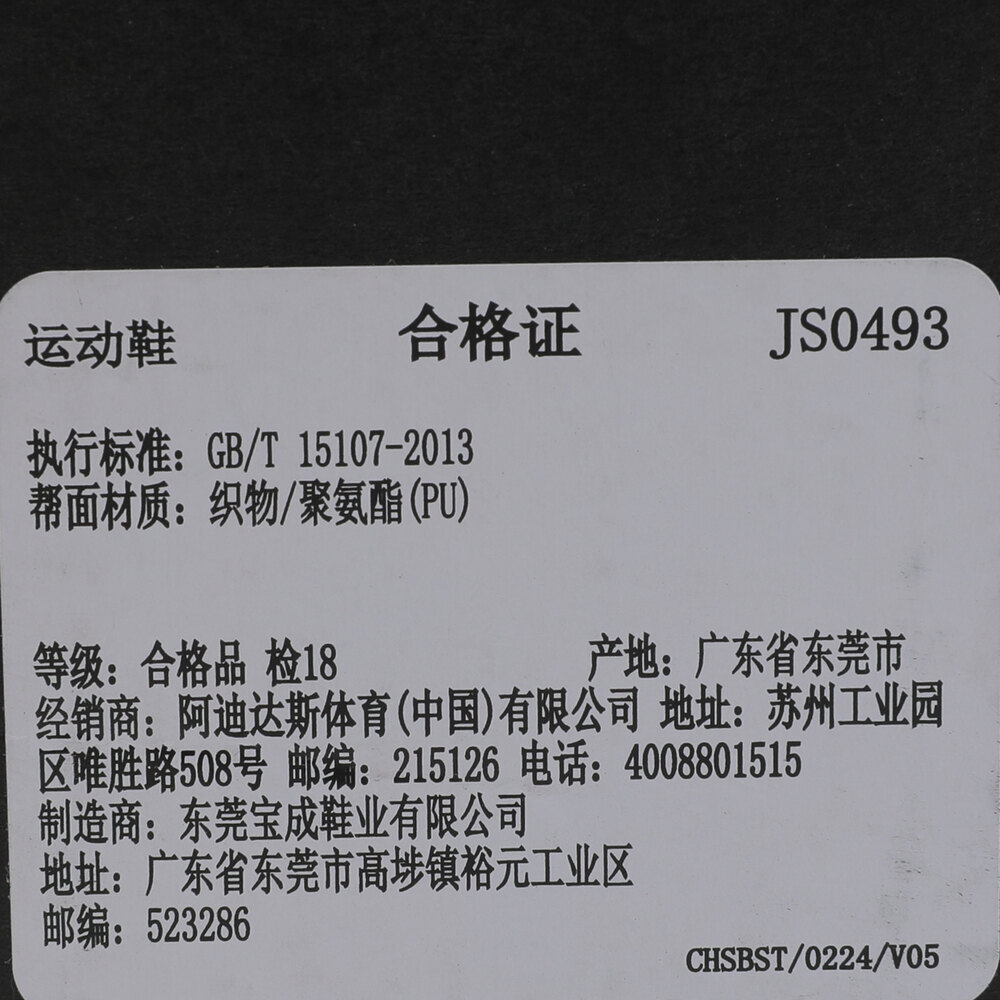 运动鞋 合格证 JS0493
执行标准：GB/T 15107-2013
帮面材质：织物/聚氨酯(PU)
等级：合格品 检18 产地：广东省东莞市
经销商：阿迪达斯体育(中国)有限公司 地址：苏州工业园
区唯胜路508号 邮编：215126 电话：4008801515
制造商：东莞宝成鞋业有限公司
地址：广东省东莞市高埗镇裕元工业区
邮编：523286
CHSBST/0224/V05